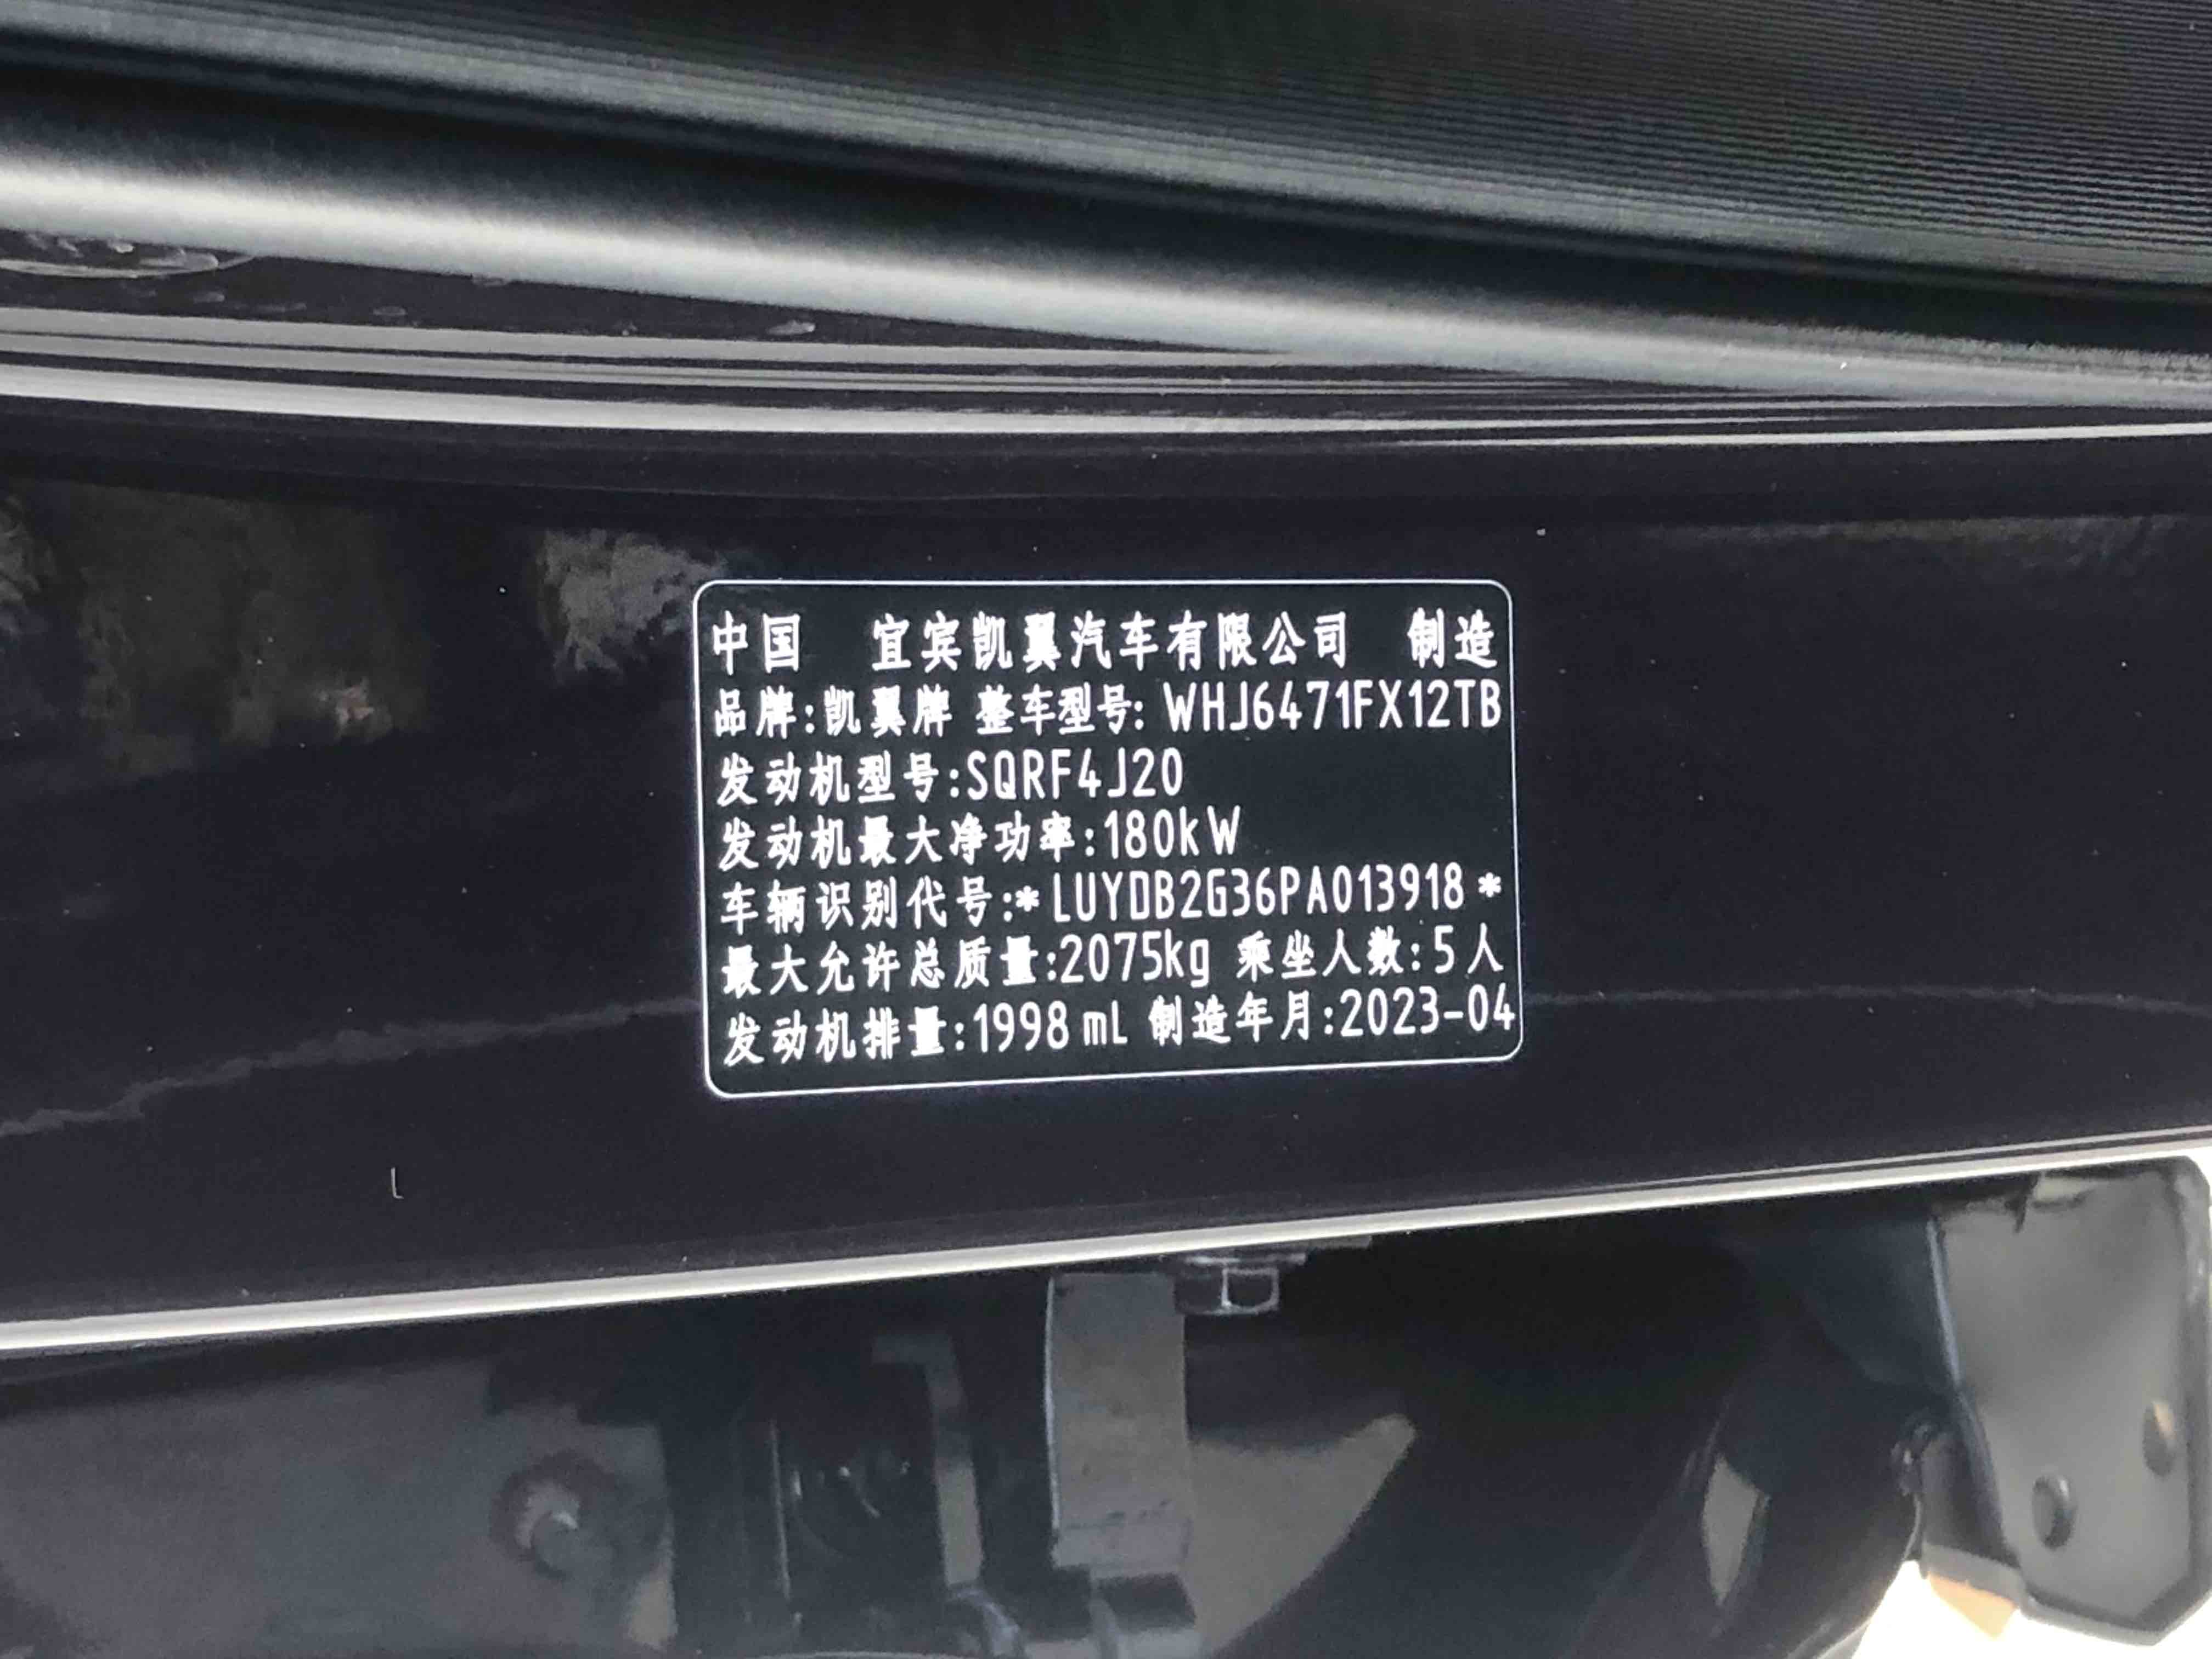 中国 宜宾凯翼汽车有限公司 制造
品牌:凯翼牌 整车型号: WHJ6471FX12TB
发动机型号:SQRF4J20
发动机最大净功率:180kW
车辆识别代号:*LUYDB2G36PA013918*
最大允许总质量:2075kg 乘坐人数:5人
发动机排量:1998mL 制造年月:2023-04